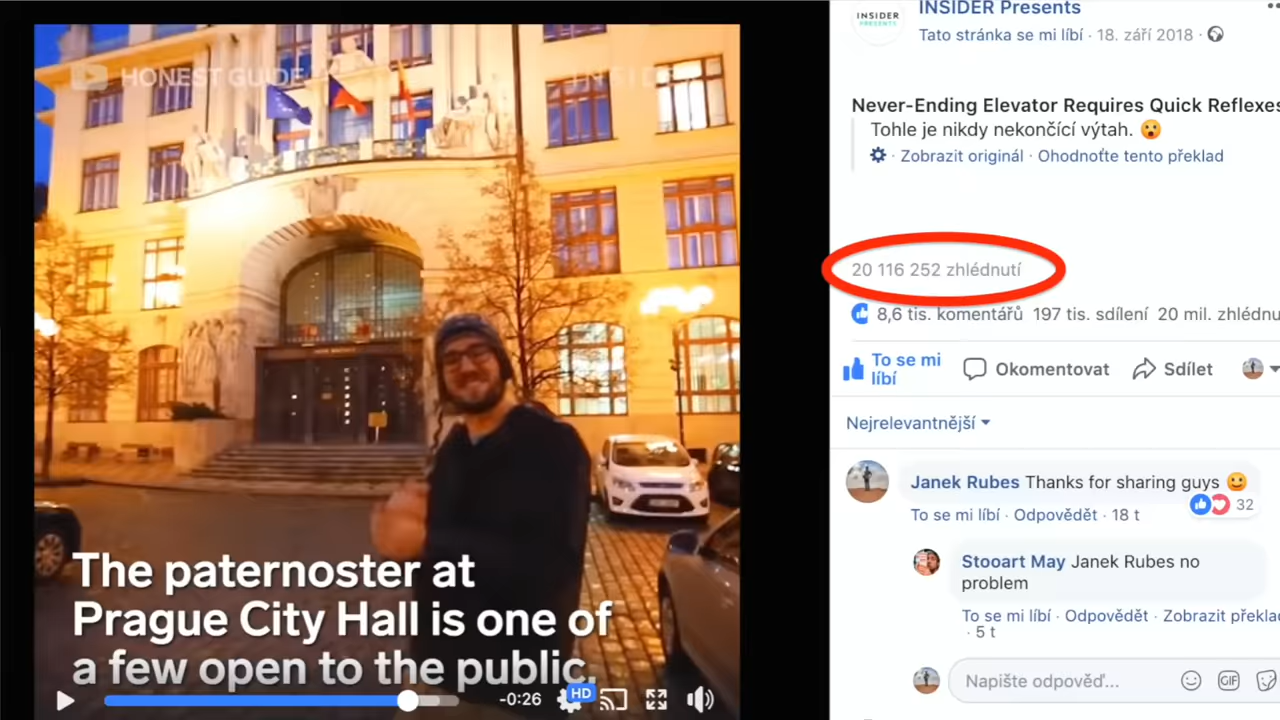 HONEST GUIDE
INSIDER
The paternoster at
Prague City Hall is one of
a few open to the public.
-0:26
HD
INSIDER
PRESENTS
INSIDER Presents
Tato stránka se mi líbí · 18. září 2018 ·
Never-Ending Elevator Requires Quick Reflexes
Tohle je nikdy nekončící výtah. 😮
· Zobrazit originál · Ohodnoťte tento překlad
20 116 252 zhlédnutí
8,6 tis. komentářů 197 tis. sdílení 20 mil. zhlédnu
To se mi
líbí
Okomentovat
Sdílet
Nejrelevantnější
Janek Rubes Thanks for sharing guys 🙂
32
To se mi líbí · Odpovědět · 18 t
Stooart May Janek Rubes no
problem
To se mi líbí · Odpovědět · Zobrazit překlad
· 5 t
Napište odpověď...
GIF